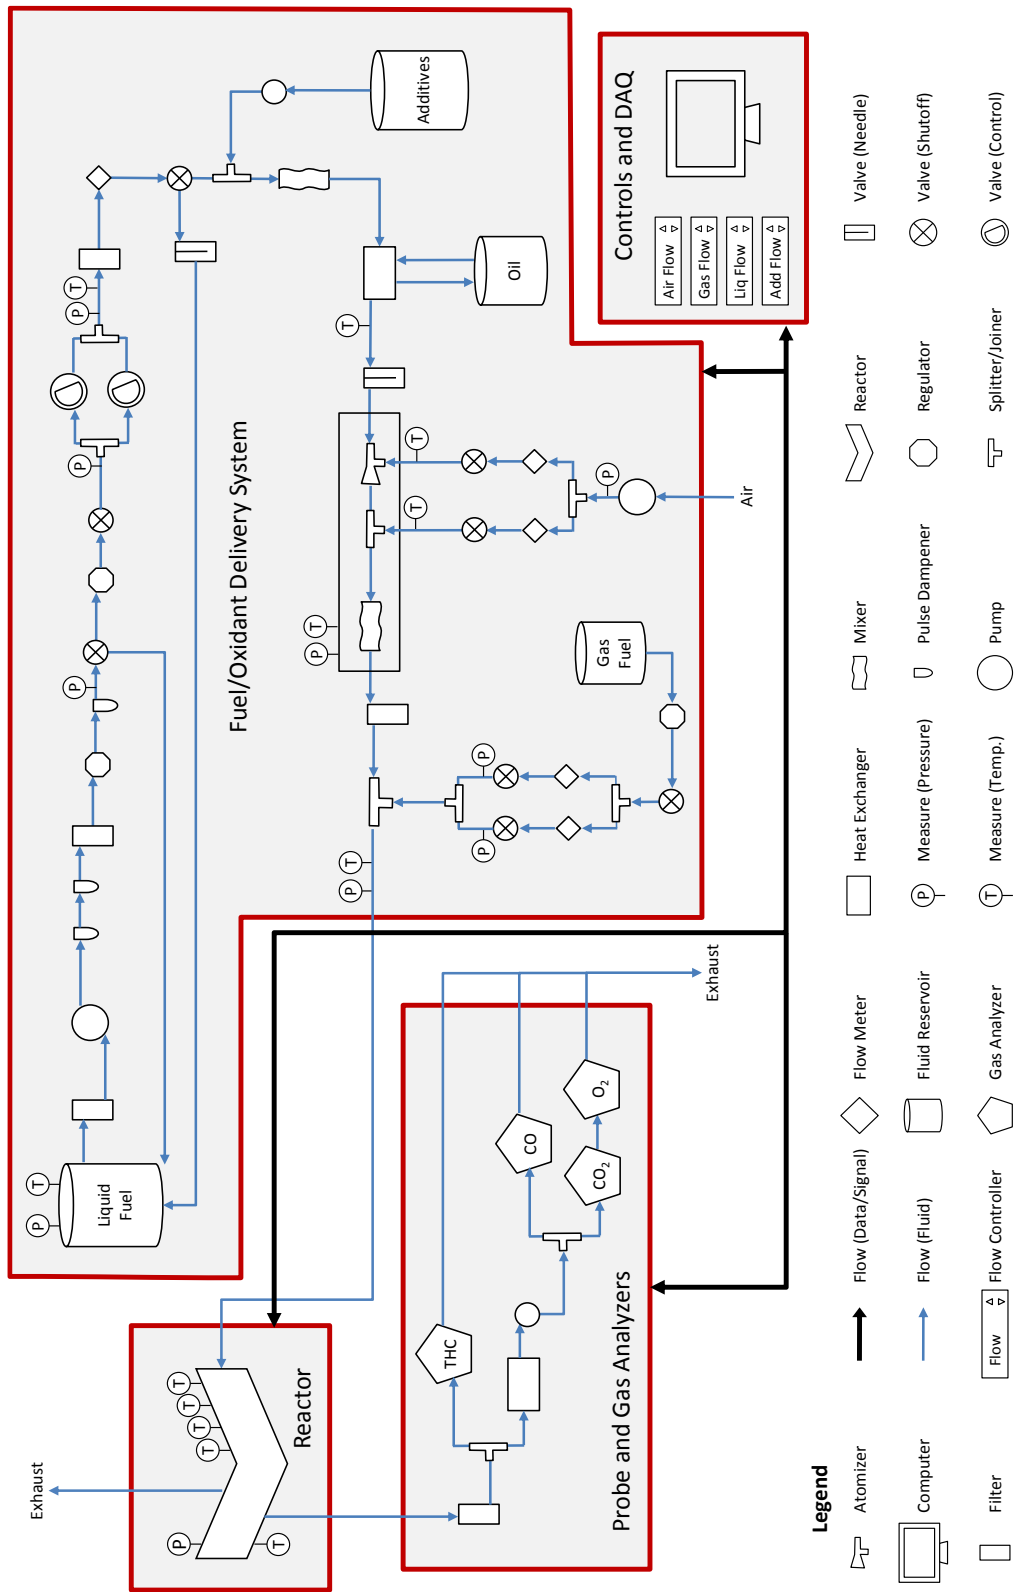 Exhaust
P
T
T
T
T
T
Reactor
P
T
Liquid
Fuel
P
P
P
T
Fuel/Oxidant Delivery System
Additives
T
Oil
P
T
T
T
P
Air
Gas
Fuel
P
P
P
T
THC
CO
CO₂
O₂
Exhaust
Probe and Gas Analyzers
Controls and DAQ
Air Flow
Gas Flow
Liq Flow
Add Flow
Legend
Atomizer
Flow (Data/Signal)
Flow Meter
Heat Exchanger
Mixer
Reactor
Valve (Needle)
Computer
Flow (Fluid)
Fluid Reservoir
P
Measure (Pressure)
Pulse Dampener
Regulator
Valve (Shutoff)
Filter
Flow
Flow Controller
Gas Analyzer
T
Measure (Temp.)
Pump
Splitter/Joiner
Valve (Control)